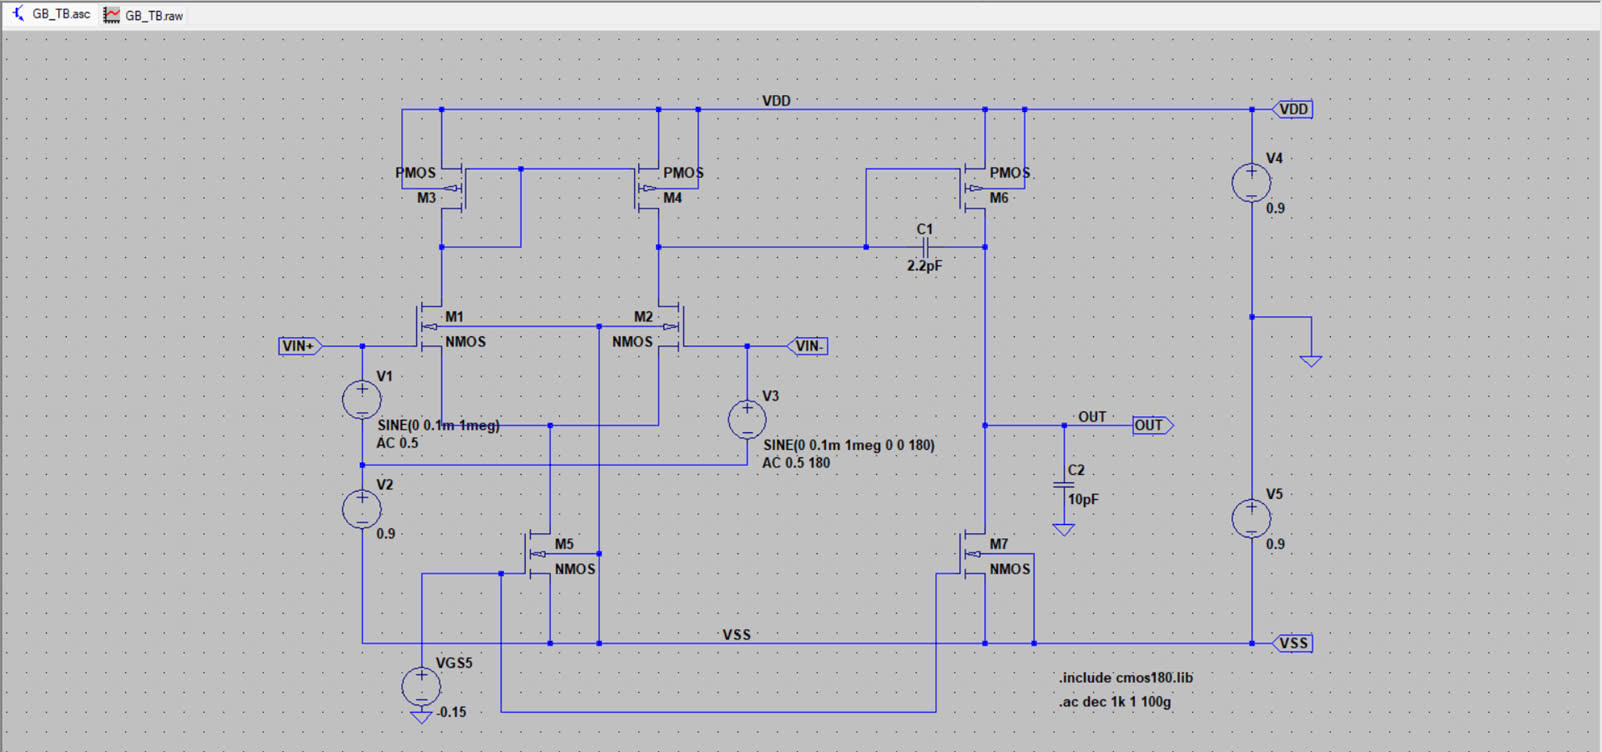 GB_TB.asc
GB_TB.raw
VDD
VDD
PMOS
M3
PMOS
M4
PMOS
M6
V4
0.9
C1
2.2pF
M1
NMOS
M2
NMOS
VIN+
VIN-
V1
SINE(0 0.1m 1meg)
AC 0.5
V3
SINE(0 0.1m 1meg 0 0 180)
AC 0.5 180
OUT
OUT
C2
10pF
V2
0.9
V5
0.9
M5
NMOS
M7
NMOS
VSS
VSS
VGS5
-0.15
.include cmos180.lib
.ac dec 1k 1 100g